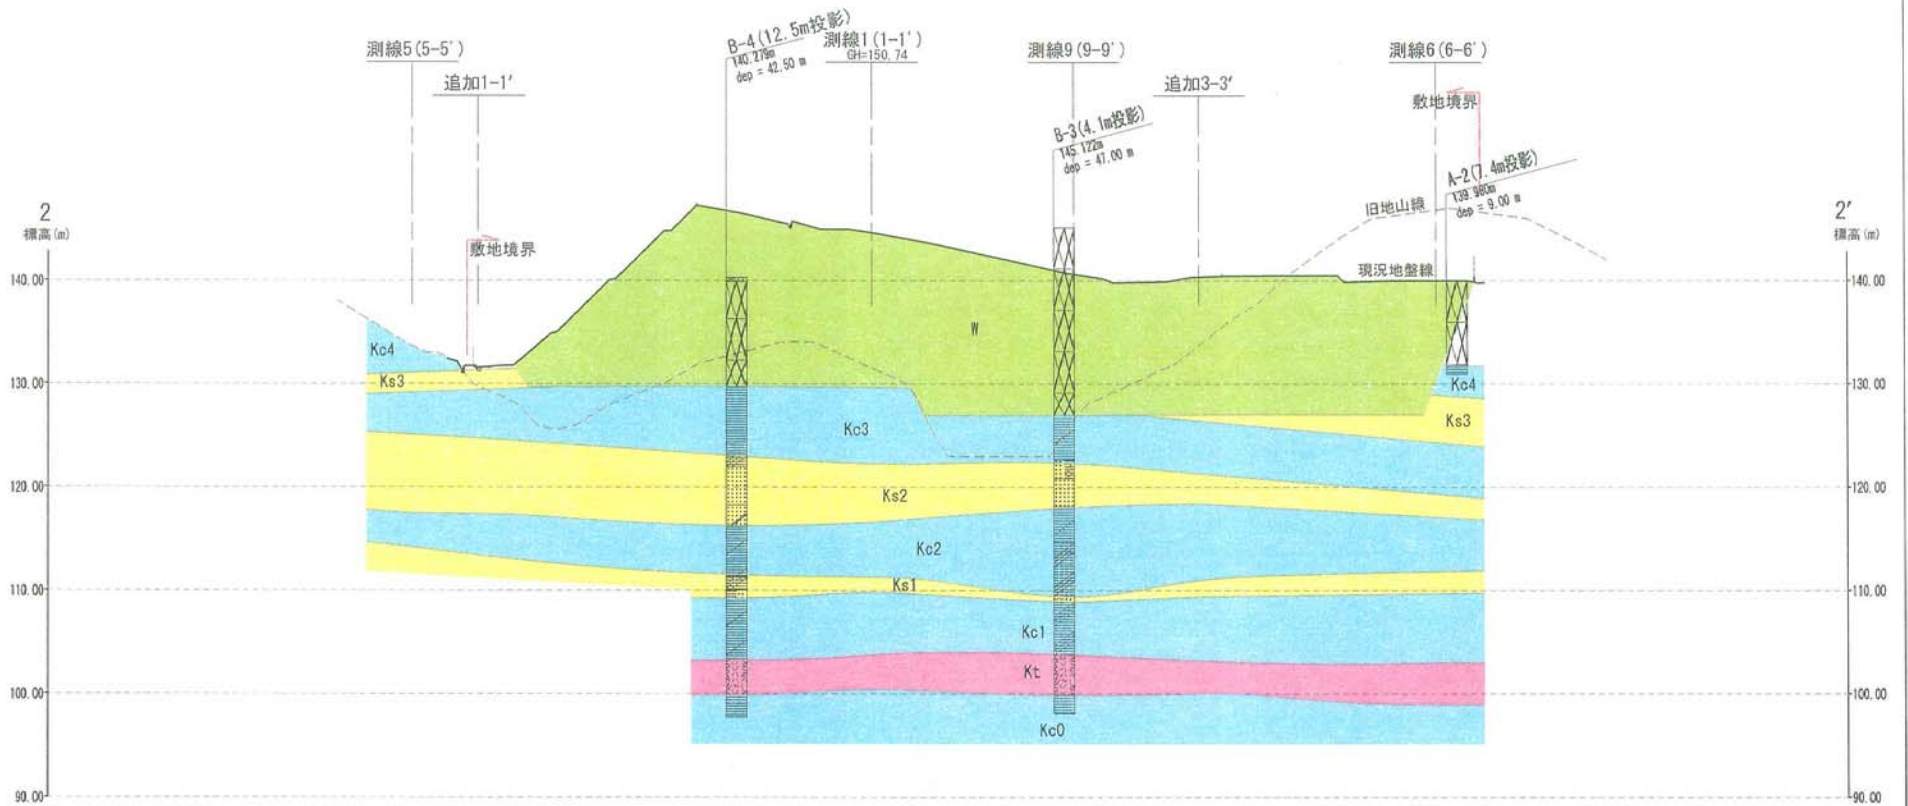 測線5(5-5')
追加1-1'
B-4(12.5m投影)
140.279m
dep = 42.50 m
測線1(1-1')
GH=150.74
測線9(9-9')
追加3-3'
測線6(6-6')
敷地境界
B-3(4.1m投影)
145.122m
dep = 47.00 m
A-2(7.4m投影)
139.980m
dep = 9.00 m
旧地山線
現況地盤線
2
標高(m)
2'
標高(m)
敷地境界
140.00
140.00
130.00
130.00
120.00
120.00
110.00
110.00
100.00
100.00
90.00
90.00
W
Kc4
Ks3
Kc4
Ks3
Kc3
Ks2
Kc2
Ks1
Kc1
Kt
Kc0